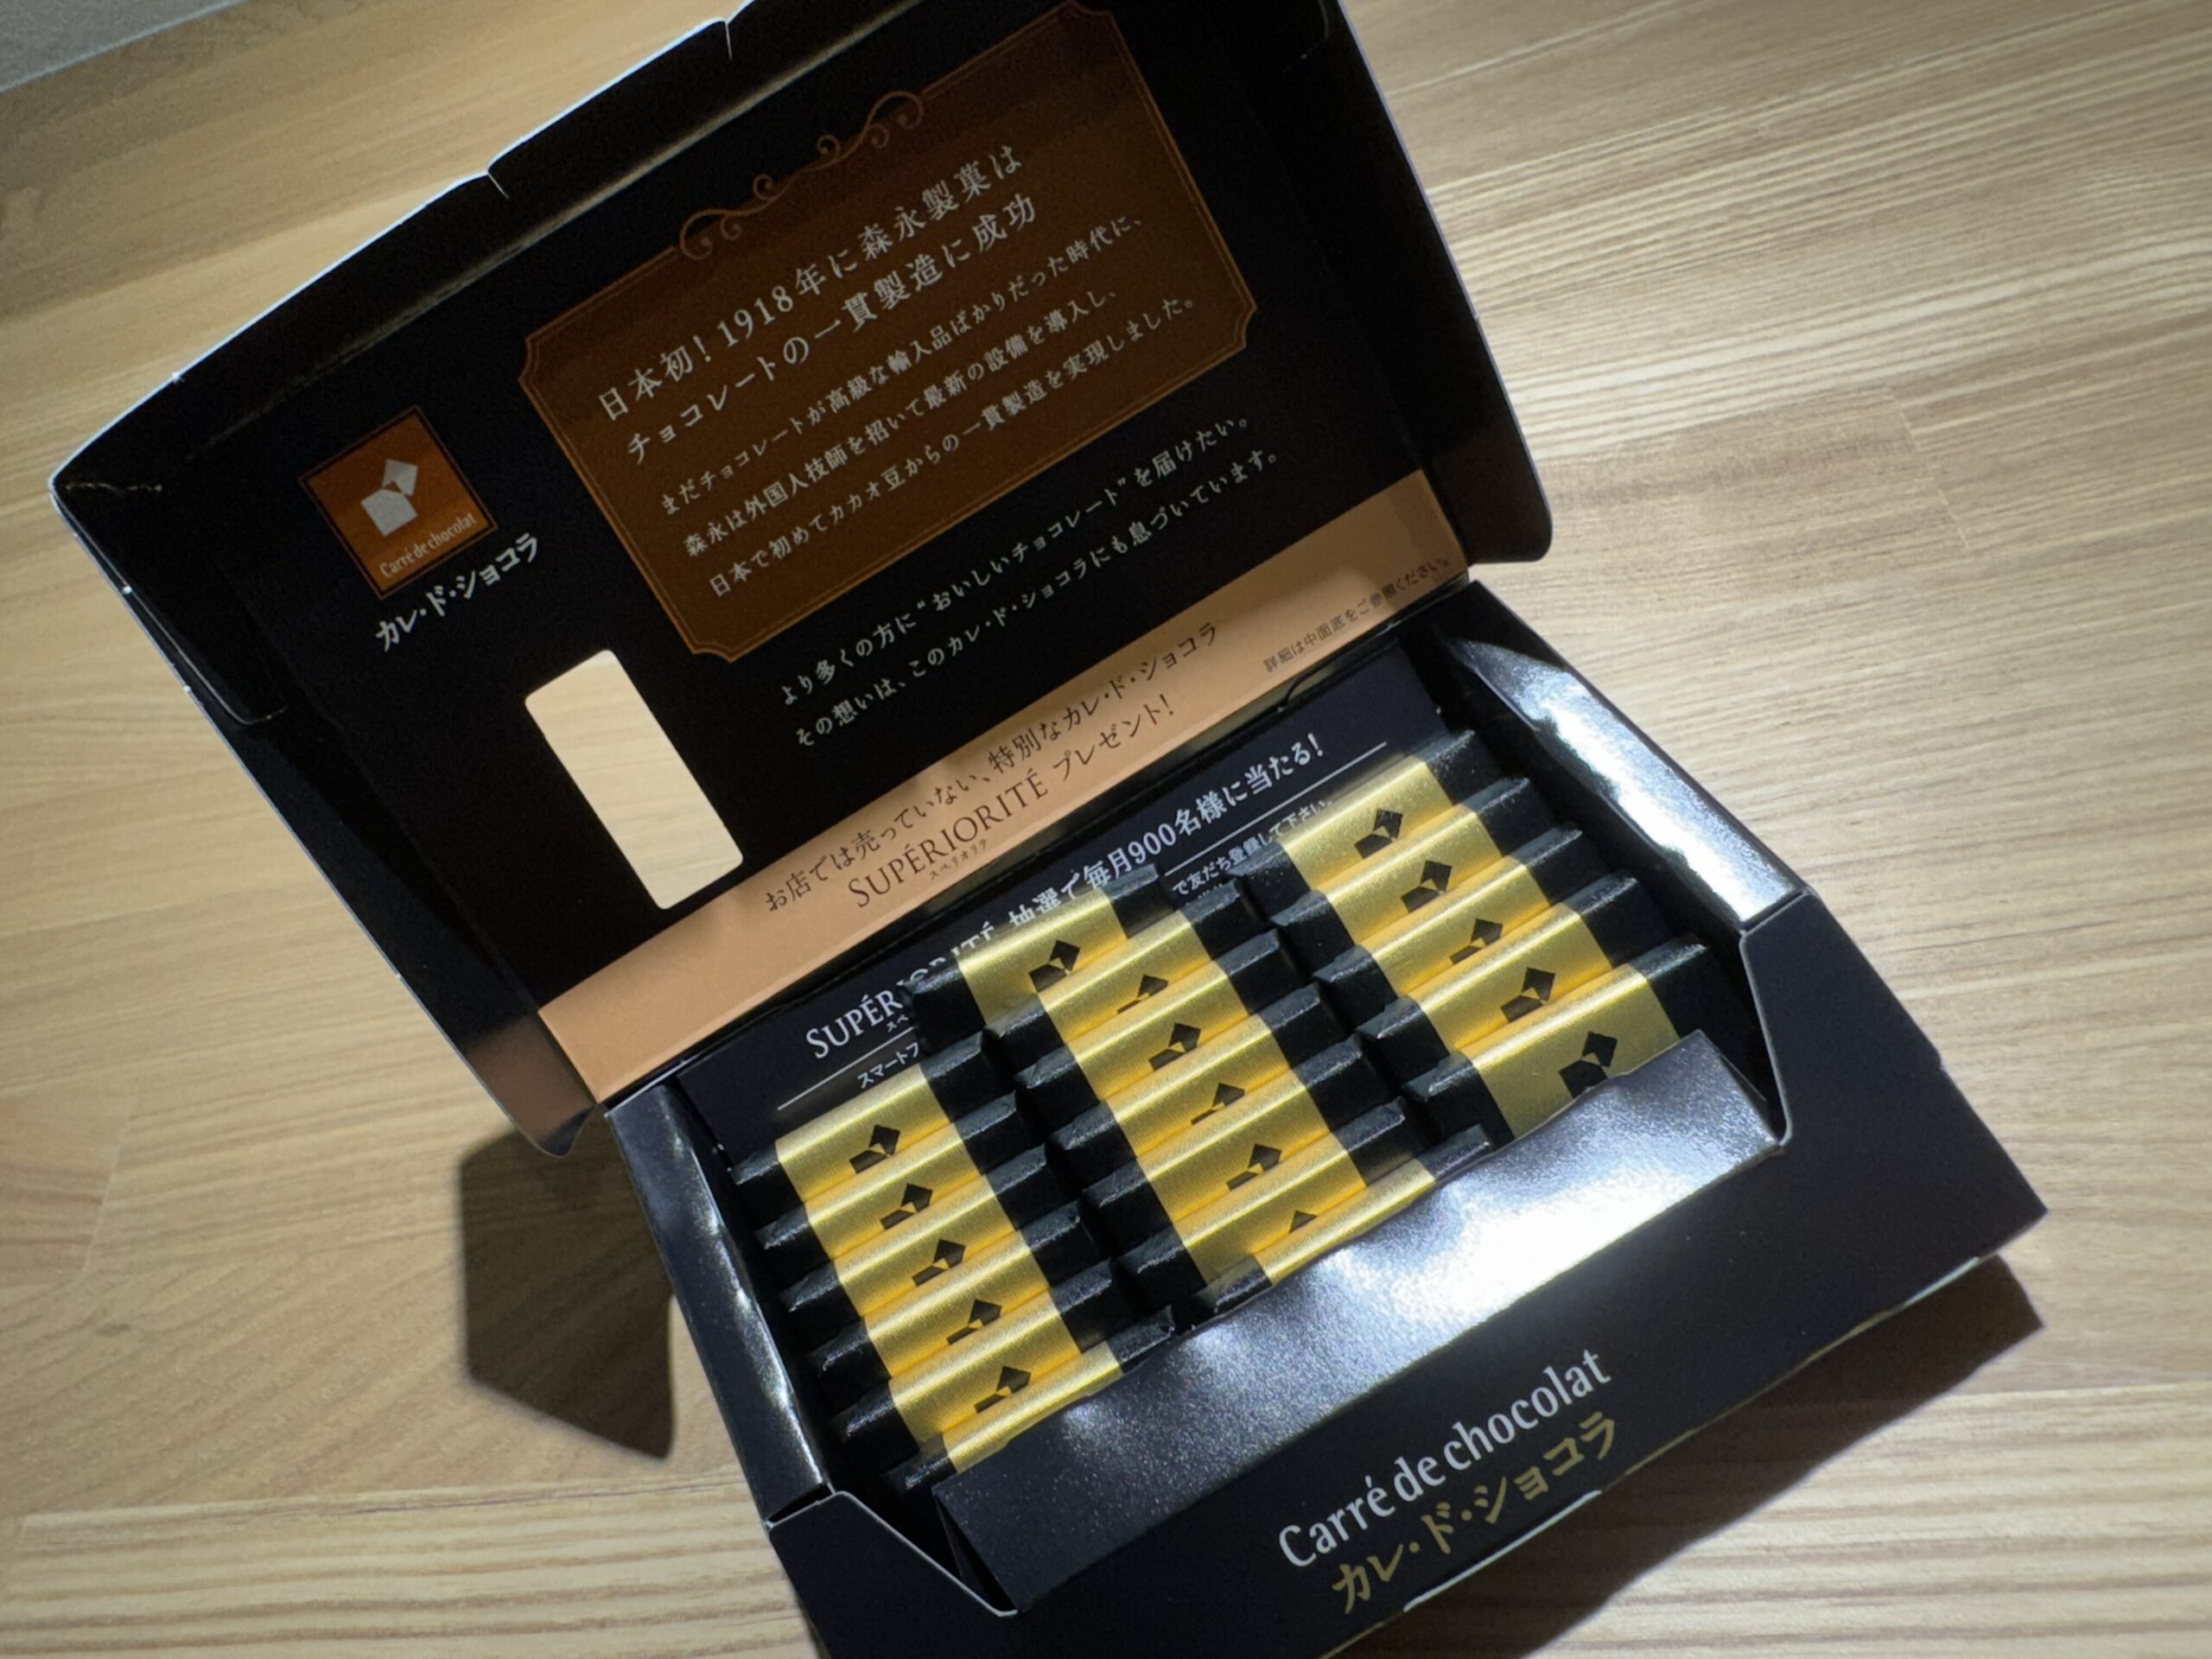 日本初！1918年に森永製菓は
チョコレートの一貫製造に成功
まだチョコレートが高級な輸入品ばかりだった時代に、
森永は外国人技師を招いて最新の設備を導入し、
日本で初めてカカオ豆からの一貫製造を実現しました。
Carré de chocolat
カレ・ド・ショコラ
より多くの方に“おいしいチョコレート”を届けたい。
その想いは、このカレ・ド・ショコラにも息づいています。
お店では売っていない、特別なカレ・ド・ショコラ
SUPÉRIORITÉ プレゼント！
スペリオリテ
詳細は中面底をご参照ください。
SUPÉRIORITÉ 抽選で毎月900名様に当たる！
スマートフ
で友だち登録して下さい。
Carré de chocolat
カレ・ド・ショコラ